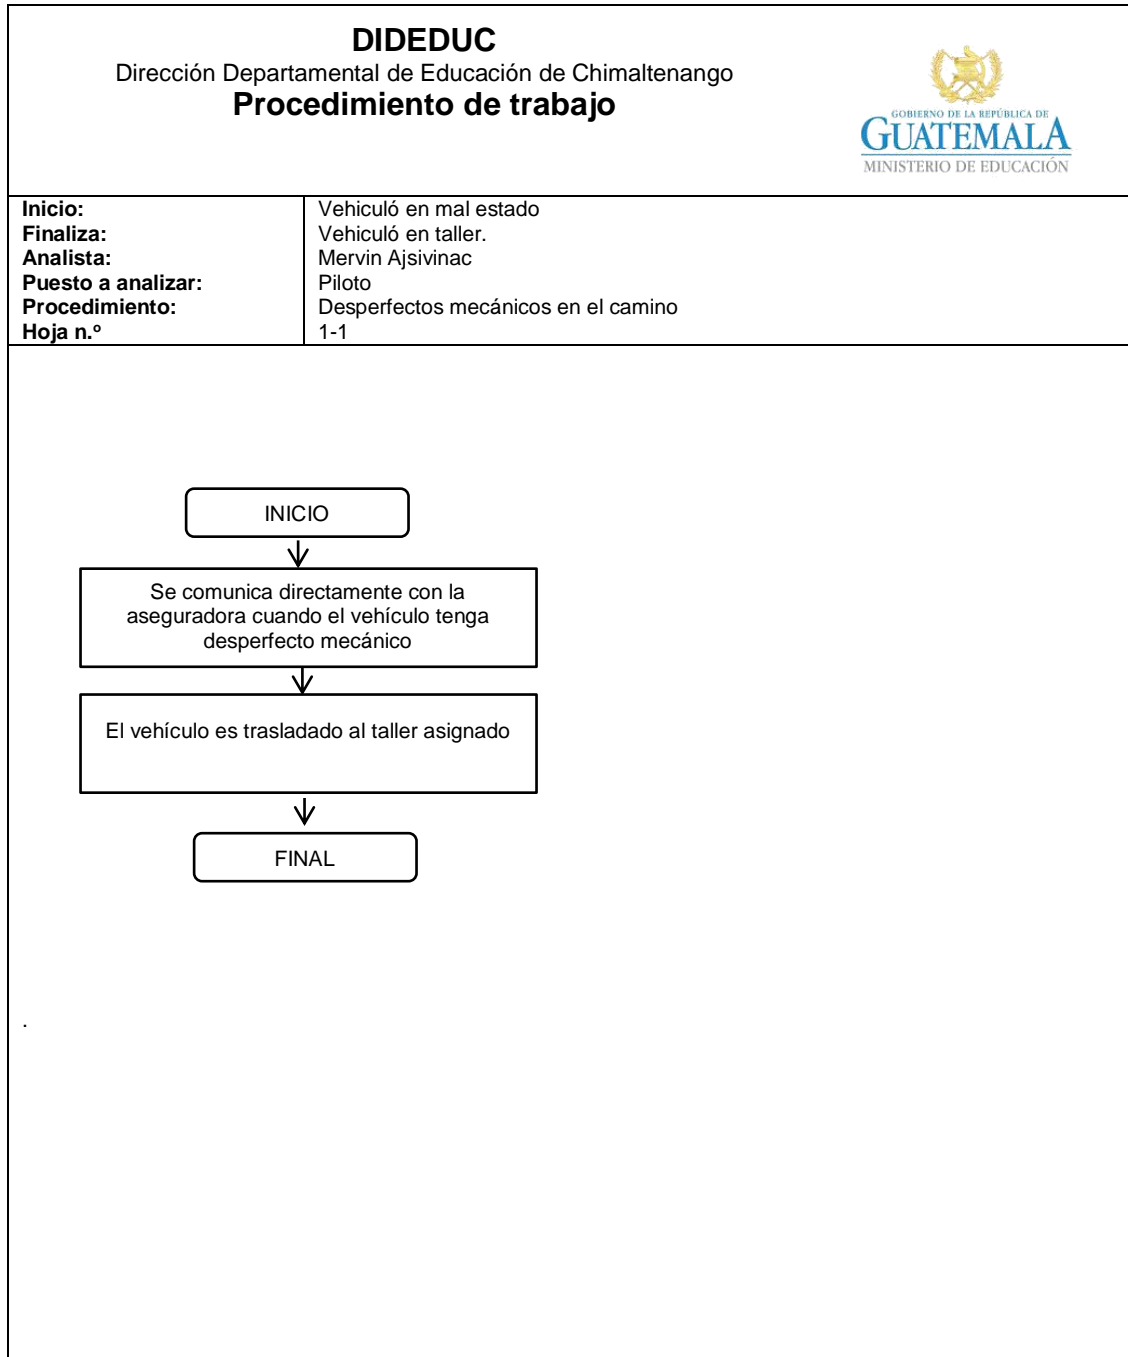 DIDEDUC
Dirección Departamental de Educación de Chimaltenango
Procedimiento de trabajo
GOBIERNO DE LA REPÚBLICA DE
GUATEMALA
MINISTERIO DE EDUCACIÓN
Inicio: Vehiculó en mal estado
Finaliza: Vehiculó en taller.
Analista: Mervin Ajsivinac
Puesto a analizar: Piloto
Procedimiento: Desperfectos mecánicos en el camino
Hoja n.º 1-1
INICIO
Se comunica directamente con la
aseguradora cuando el vehículo tenga
desperfecto mecánico
El vehículo es trasladado al taller asignado
FINAL
.